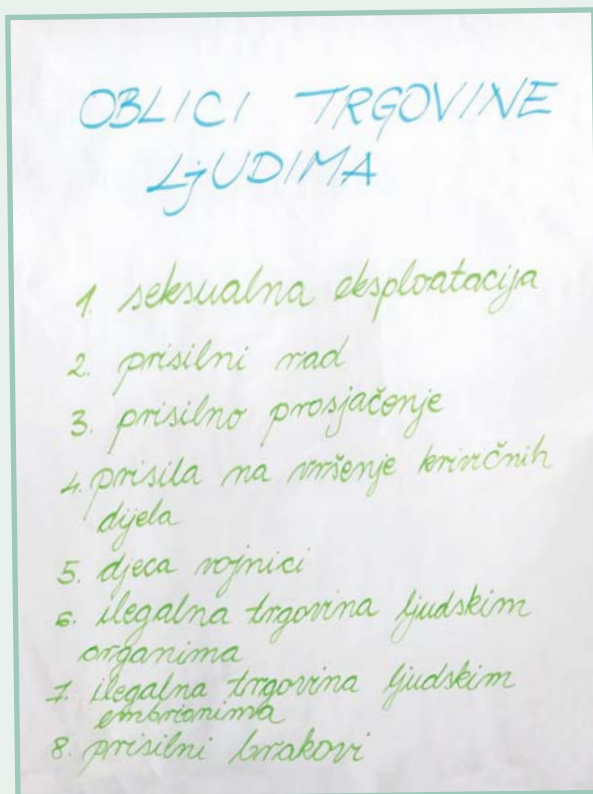 OBLICI TRGOVINE
LjUDIMA
1. seksualna eksploatacija
2. prisilni rad
3. prisilno prosjačenje
4. prisila na vršenje krivičnih
dijela
5. djeca vojnici
6. ilegalna trgovina ljudskim
organima
7. ilegalna trgovina ljudskim
embrionima
8. prisilni brakovi